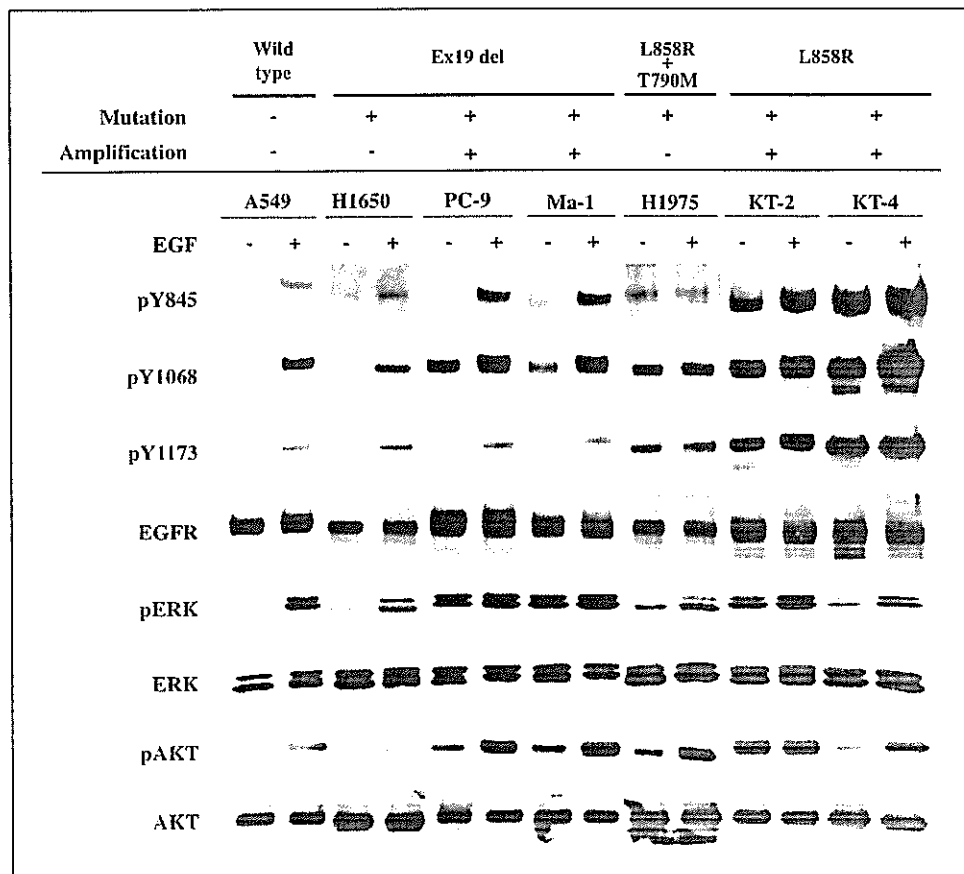 Wild type Ex19 del L858R + T790M L858R
Mutation - + + + + + +
Amplification - - + + - + +
A549 H1650 PC-9 Ma-1 H1975 KT-2 KT-4
EGF - + - + - + - + - + - + - +
pY845
pY1068
pY1173
EGFR
pERK
ERK
pAKT
AKT